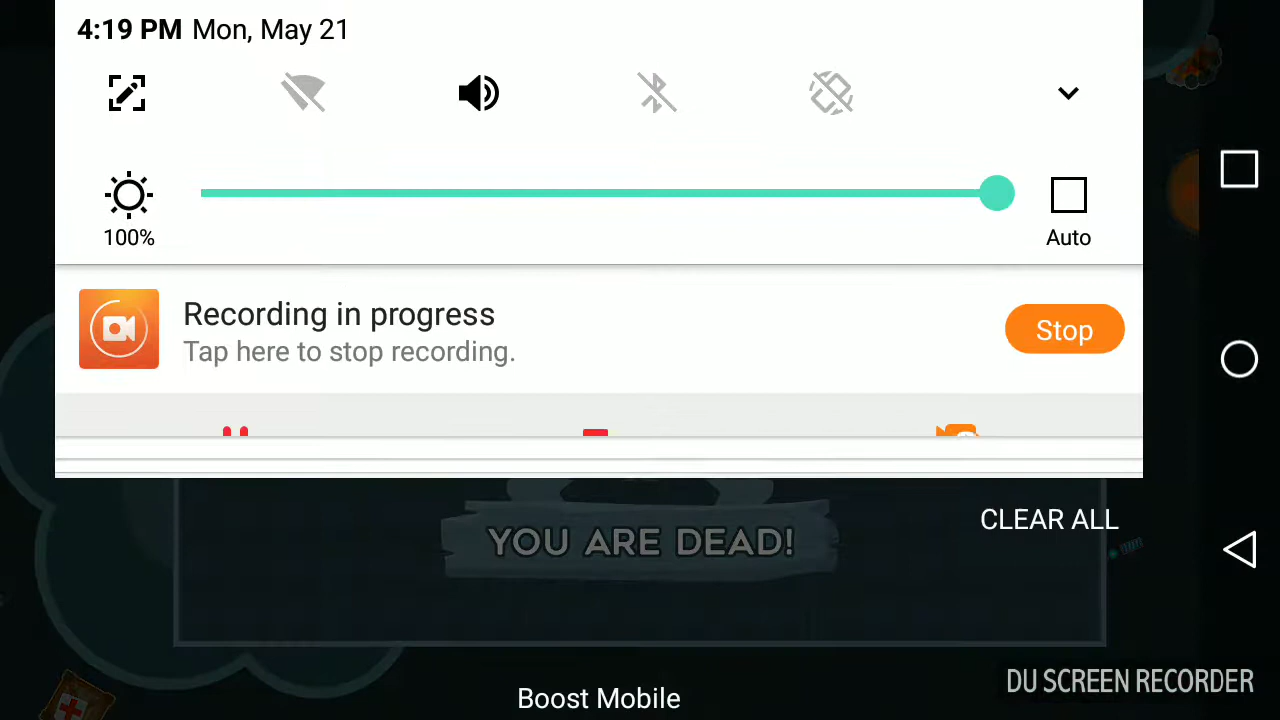 4:19 PM Mon, May 21
100%
Auto
Recording in progress
Tap here to stop recording.
Stop
CLEAR ALL
YOU ARE DEAD!
DU SCREEN RECORDER
Boost Mobile